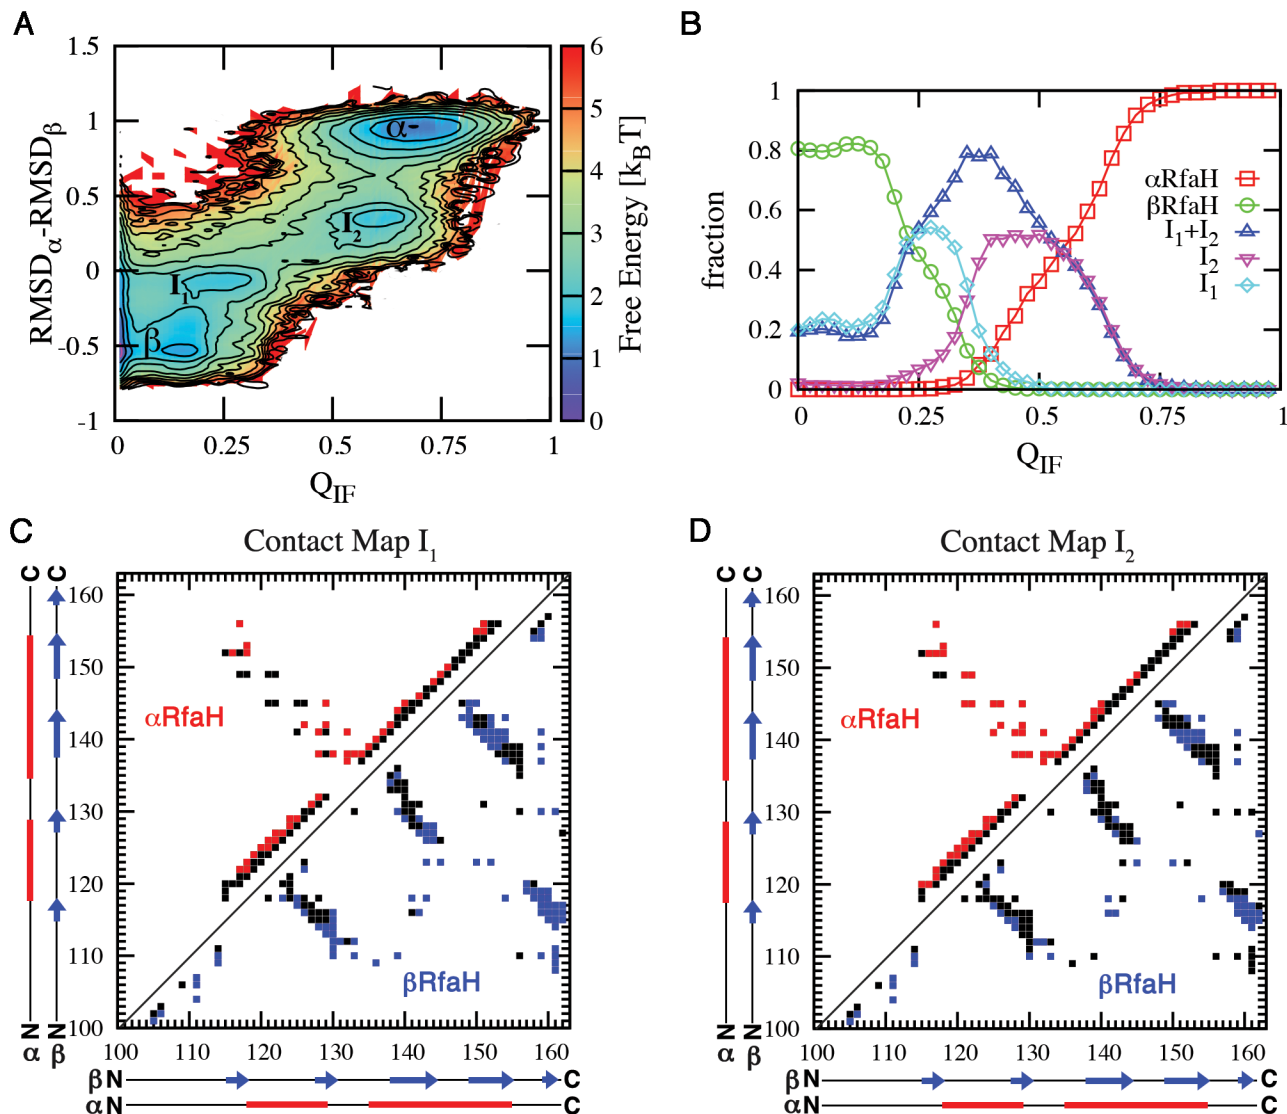 A
RMSDα-RMSDβ
1.5
1
0.5
0
-0.5
-1
0
0.25
0.5
0.75
1
QIF
α
I2
I1
β
6
5
4
3
2
1
0
Free Energy [kBT]
B
fraction
1
0.8
0.6
0.4
0.2
0
0
0.25
0.5
0.75
1
QIF
αRfaH
βRfaH
I1+I2
I2
I1
C
Contact Map I1
C C
160
150
140
130
120
110
100
αRfaH
βRfaH
N N
α β
100 110 120 130 140 150 160
β N C
α N C
D
Contact Map I2
C C
160
150
140
130
120
110
100
αRfaH
βRfaH
N N
α β
100 110 120 130 140 150 160
β N C
α N C